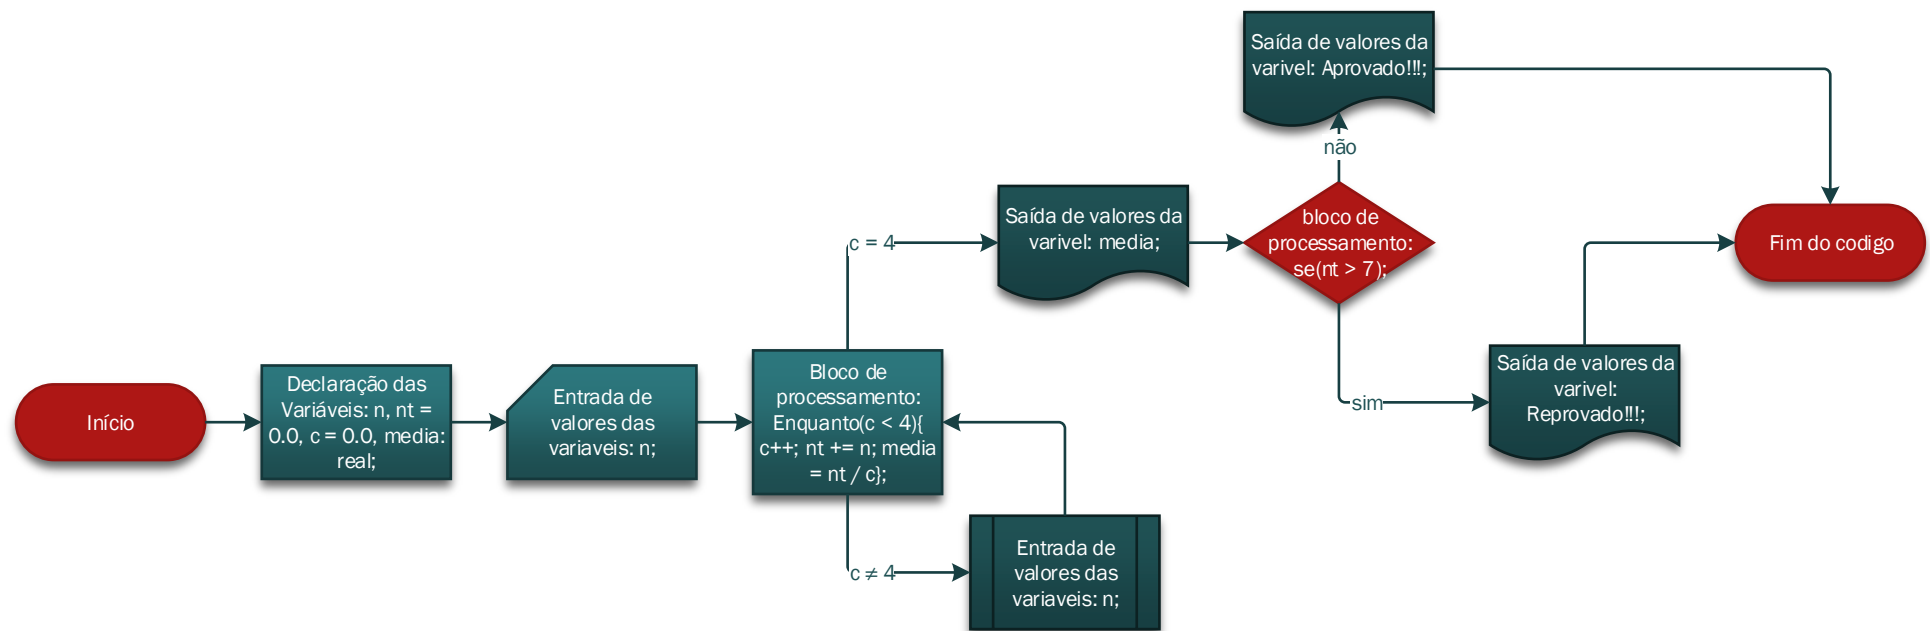 Início
Declaração das
Variáveis: n, nt =
0.0, c = 0.0, media:
real;
Entrada de
valores das
variaveis: n;
Bloco de
processamento:
Enquanto(c < 4){
c++; nt += n; media
= nt / c};
c ≠ 4
Entrada de
valores das
variaveis: n;
c = 4
Saída de valores da
varivel: media;
bloco de
processamento:
se(nt > 7);
não
Saída de valores da
varivel: Aprovado!!!;
sim
Saída de valores da
varivel:
Reprovado!!!;
Fim do codigo